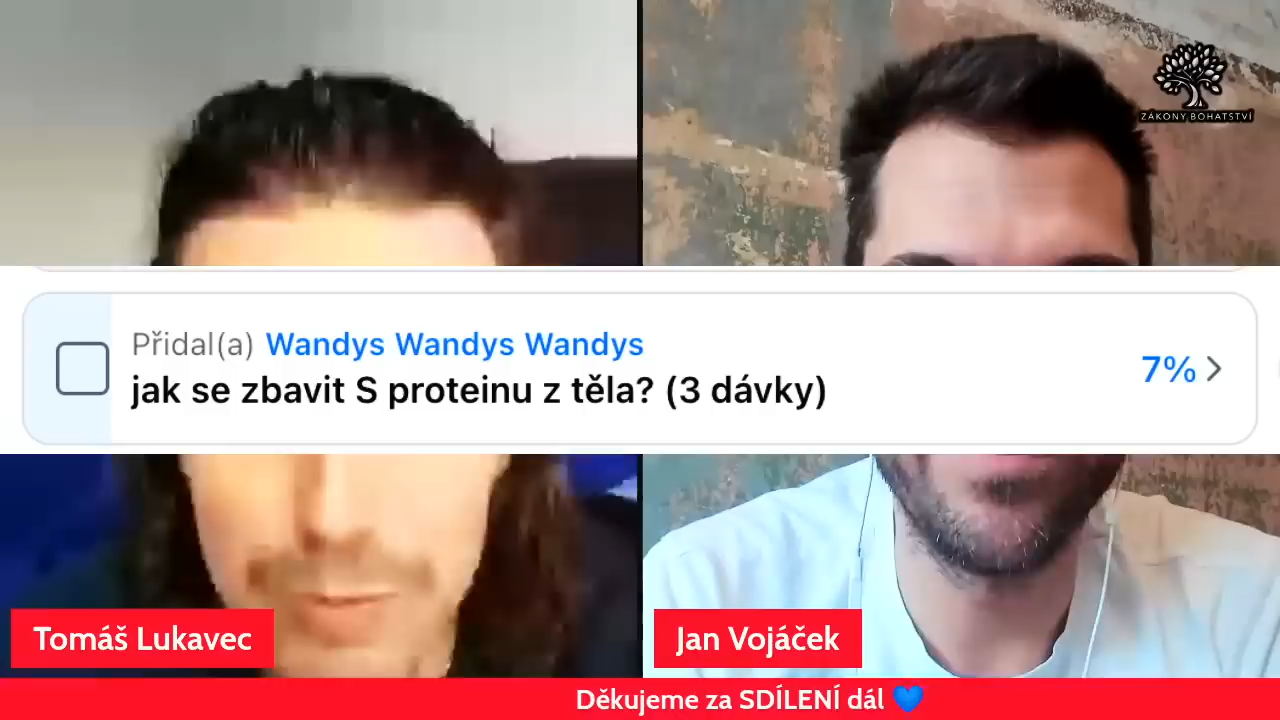 ZÁKONY BOHATSTVÍ
Přidal(a) Wandys Wandys Wandys
jak se zbavit S proteinu z těla? (3 dávky)
7%
Tomáš Lukavec
Jan Vojáček
Děkujeme za SDÍLENÍ dál 💙